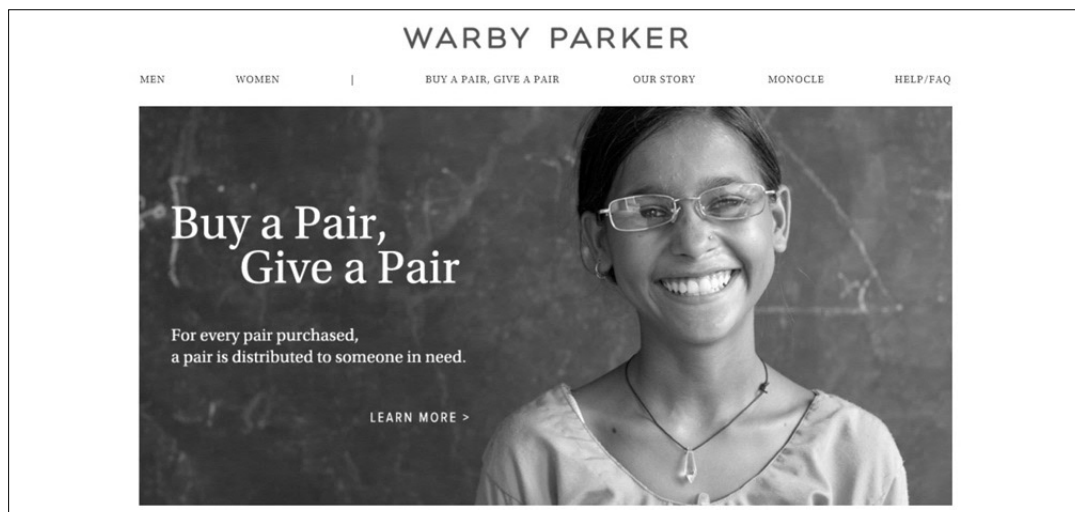 WARBY PARKER
MEN WOMEN | BUY A PAIR, GIVE A PAIR OUR STORY MONOCLE HELP/FAQ
Buy a Pair,
Give a Pair
For every pair purchased,
a pair is distributed to someone in need.
LEARN MORE >